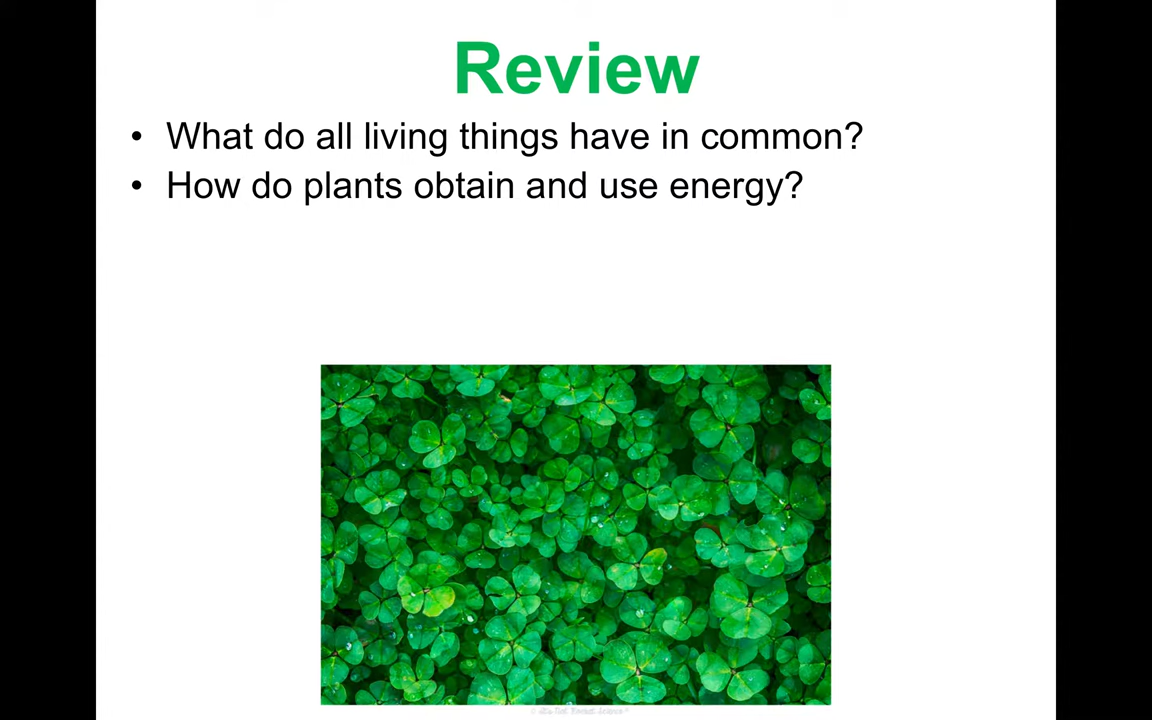 Review
• What do all living things have in common?
• How do plants obtain and use energy?